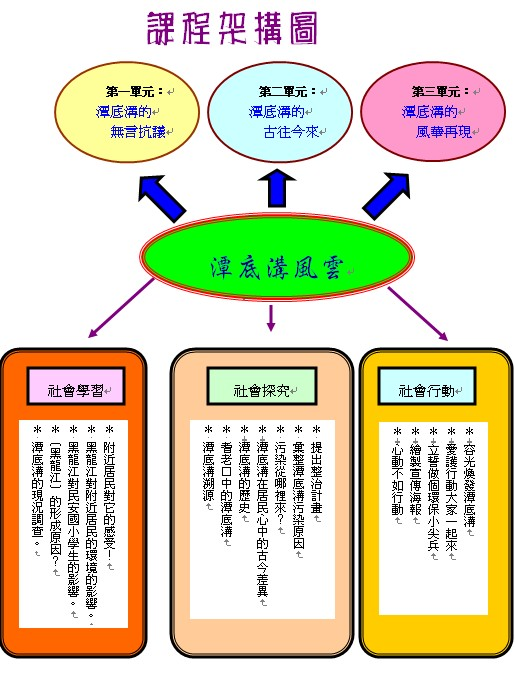 課程架構圖
第一單元：
潭底溝的
無言抗議
第二單元：
潭底溝的
古往今來
第三單元：
潭底溝的
風華再現
潭底溝風雲
社會學習
＊附近居民對它的感受！
＊黑龍江對附近居民的環境的影響。
＊黑龍江對民安國小學生的影響。
＊〔黑龍江〕的形成原因？
＊潭底溝的現況調查。
社會探究
＊提出整治計畫
＊彙整潭底溝污染原因
＊污染從哪裡來？
＊潭底溝在居民心中的古今差異
＊潭底溝的歷史
＊耆老口中的潭底溝
＊潭底溝溯源
社會行動
＊容光煥發潭底溝
＊愛護行動大家一起來
＊立誓做個環保小尖兵
＊繪製宣傳海報
＊心動不如行動